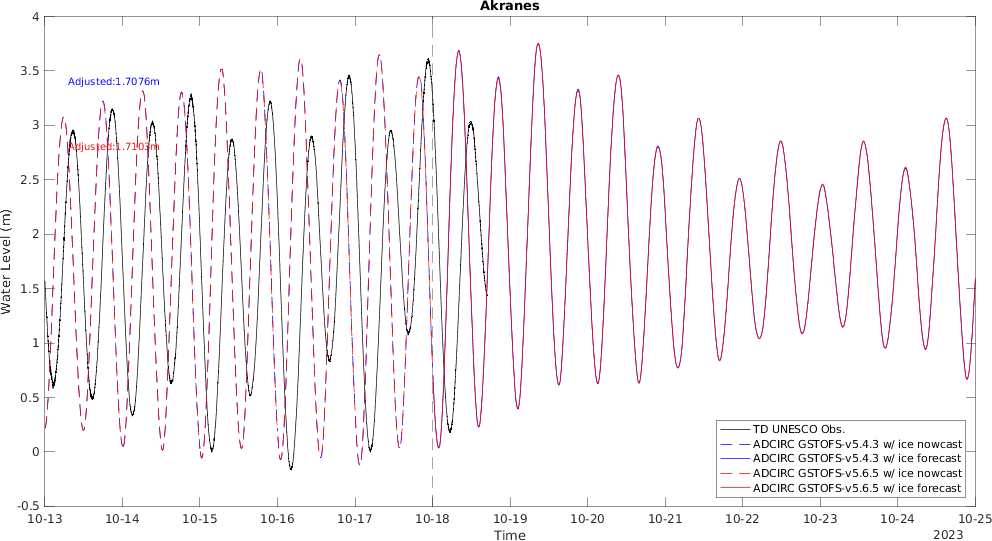 Akranes
4
3.5
3
2.5
2
1.5
1
0.5
0
-0.5
Water Level (m)
Adjusted:1.7076m
Adjusted:1.7103m
TD UNESCO Obs.
ADCIRC GSTOFS-v5.4.3 w/ ice nowcast
ADCIRC GSTOFS-v5.4.3 w/ ice forecast
ADCIRC GSTOFS-v5.6.5 w/ ice nowcast
ADCIRC GSTOFS-v5.6.5 w/ ice forecast
10-13 10-14 10-15 10-16 10-17 10-18 10-19 10-20 10-21 10-22 10-23 10-24 10-25
Time
2023